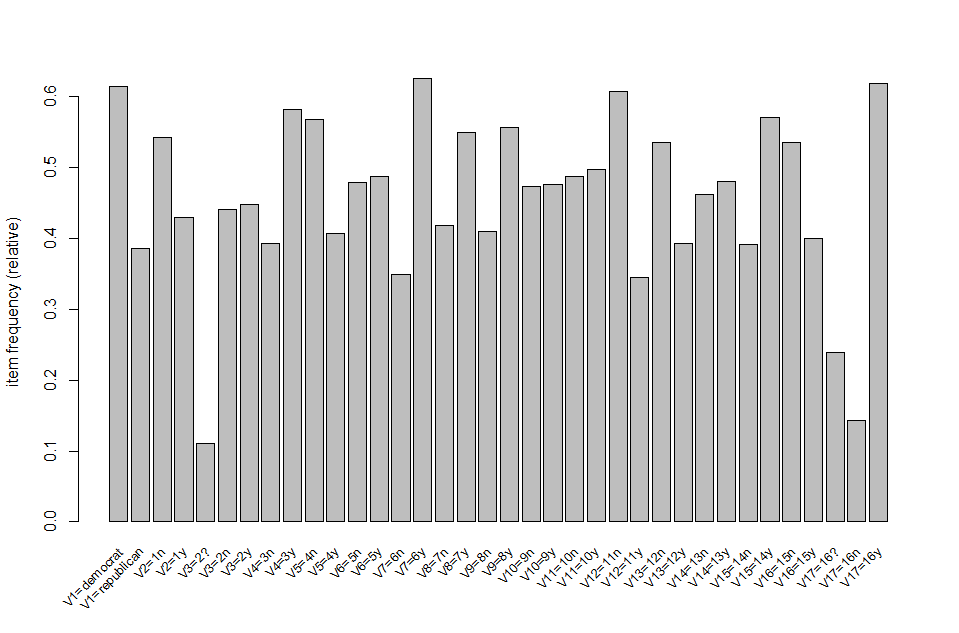 item frequency (relative)
0.6
0.5
0.4
0.3
0.2
0.1
0.0
V1=democrat
V1=republican
V2=1n
V2=1y
V3=2?
V3=2n
V3=2y
V4=3n
V4=3y
V5=4n
V5=4y
V6=5n
V6=5y
V7=6n
V7=6y
V8=7n
V8=7y
V9=8n
V9=8y
V10=9n
V10=9y
V11=10n
V11=10y
V12=11n
V12=11y
V13=12n
V13=12y
V14=13n
V14=13y
V15=14n
V15=14y
V16=15n
V16=15y
V17=16?
V17=16n
V17=16y